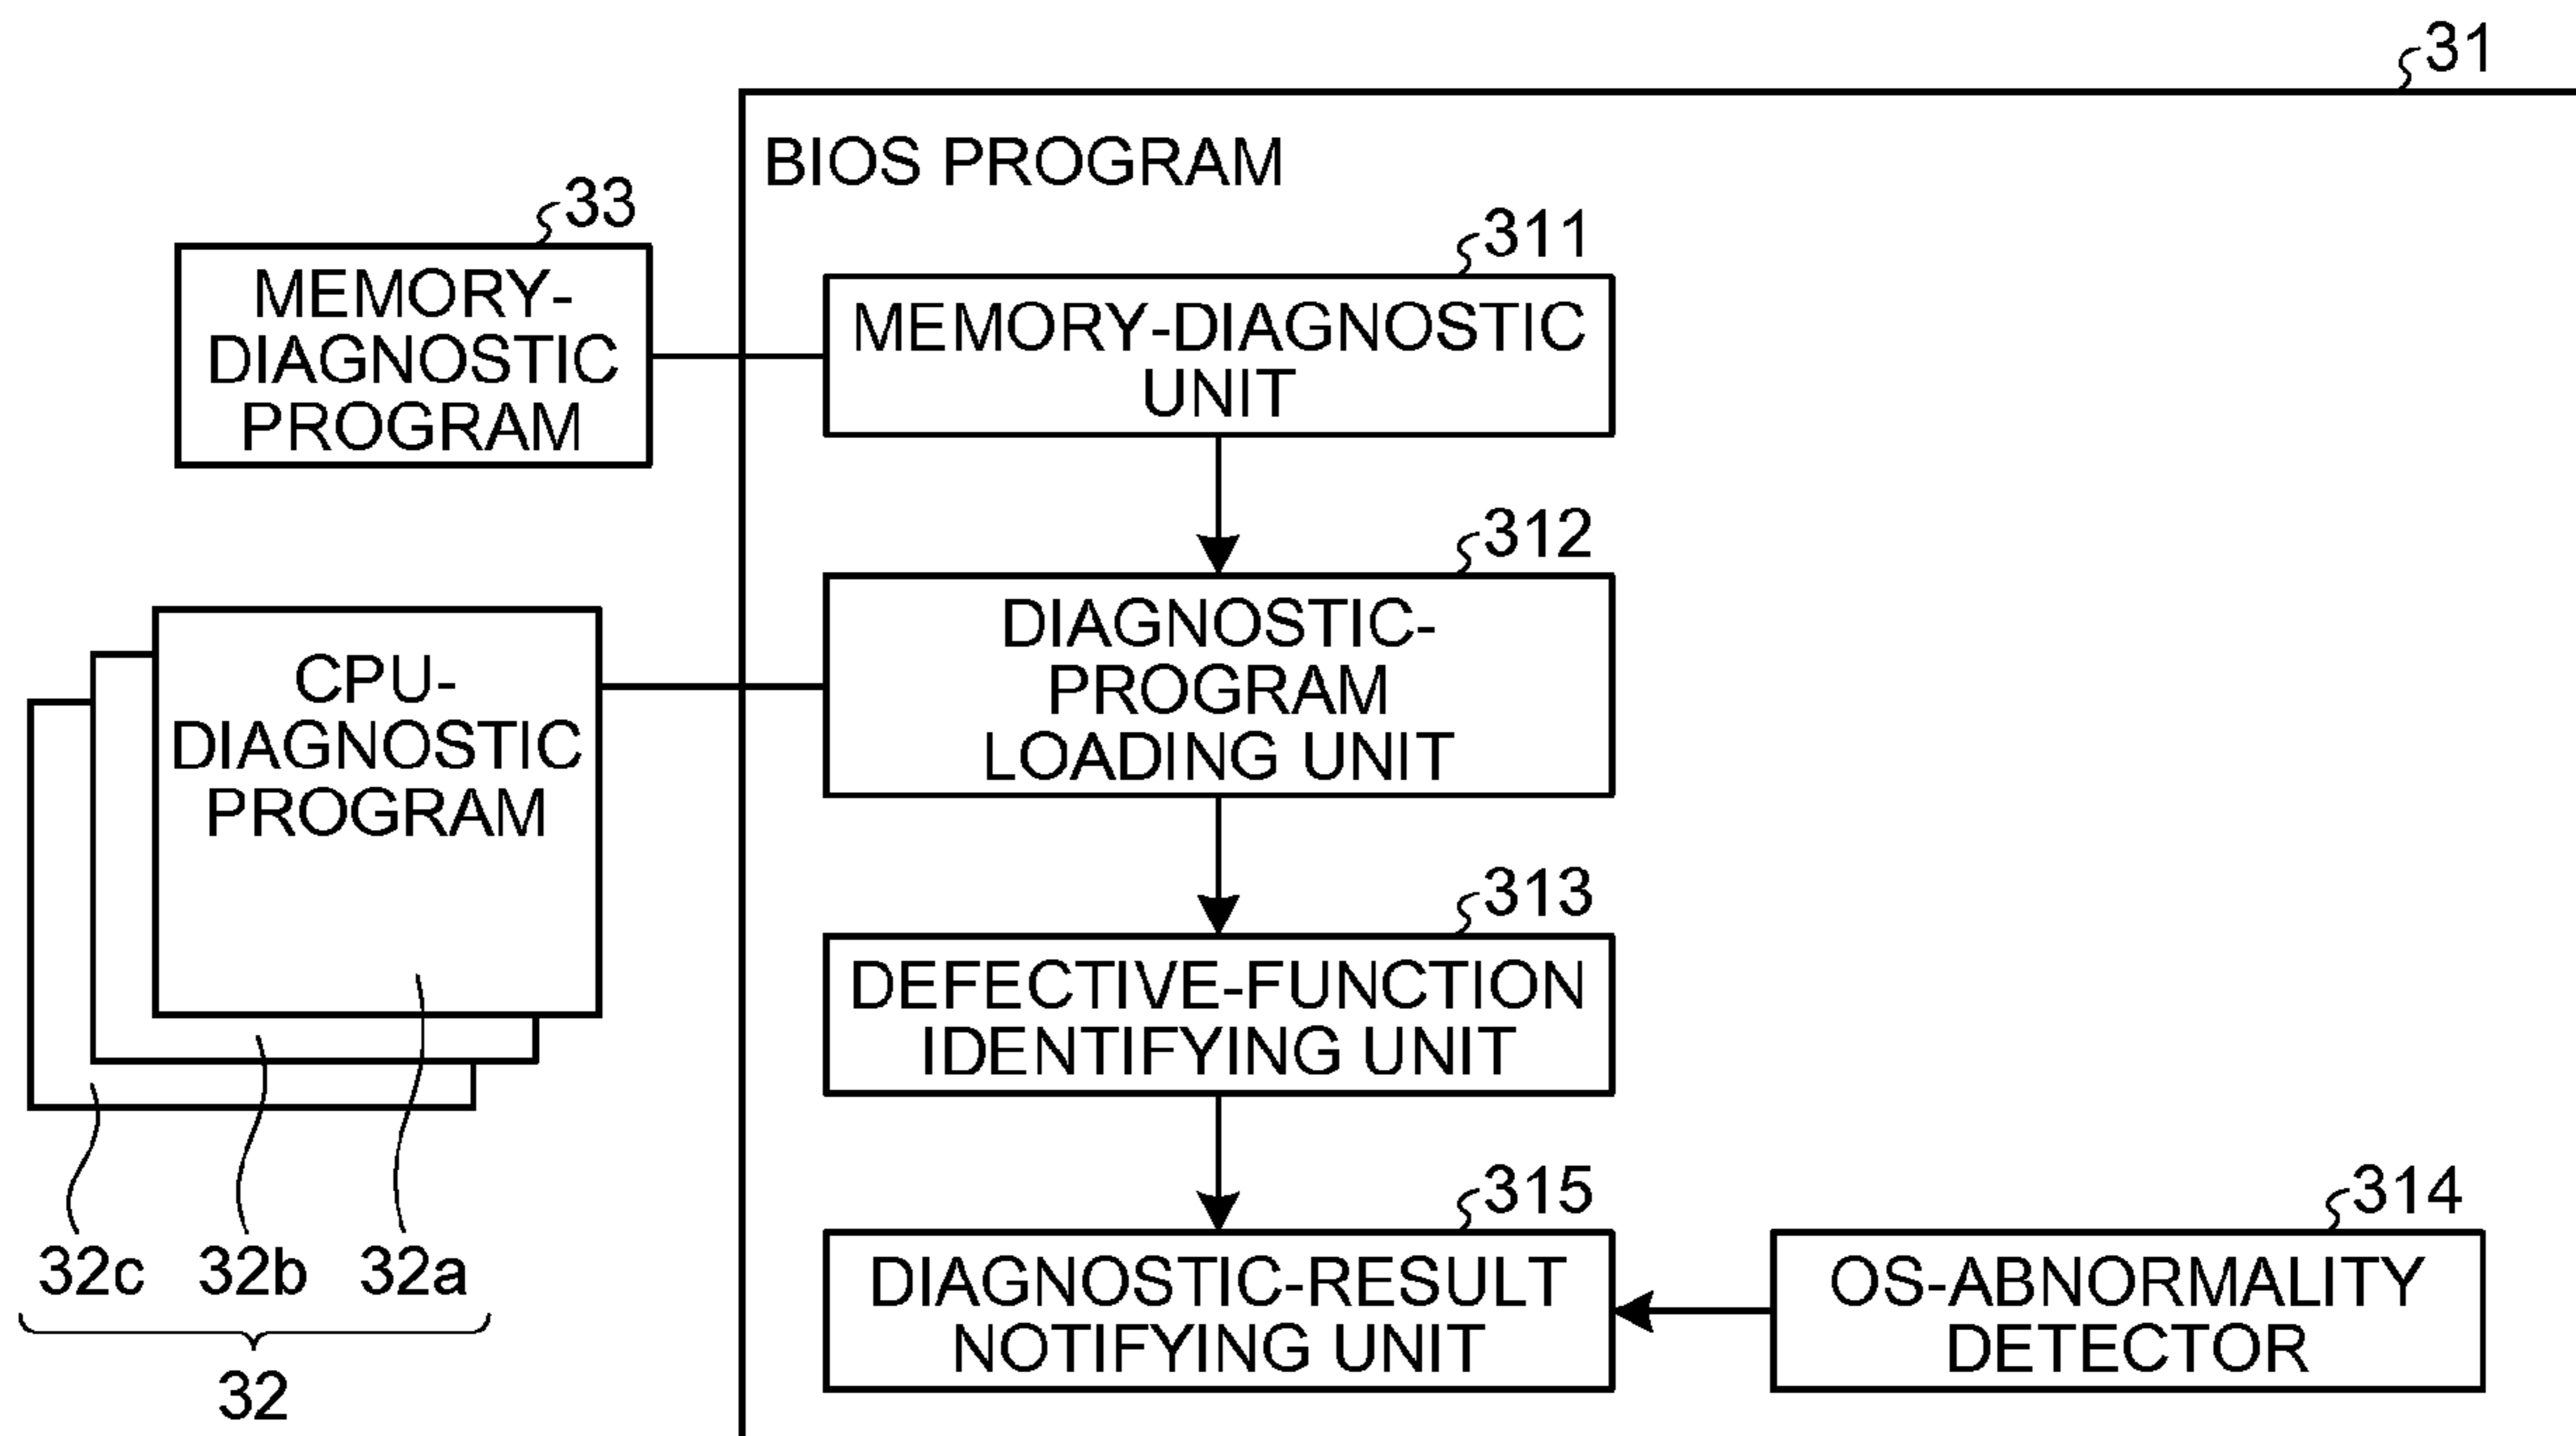 31
BIOS PROGRAM
33
MEMORY-
DIAGNOSTIC
PROGRAM
311
MEMORY-DIAGNOSTIC
UNIT
312
DIAGNOSTIC-
PROGRAM
LOADING UNIT
CPU-
DIAGNOSTIC
PROGRAM
313
DEFECTIVE-FUNCTION
IDENTIFYING UNIT
32c 32b 32a
32
315
DIAGNOSTIC-RESULT
NOTIFYING UNIT
314
OS-ABNORMALITY
DETECTOR